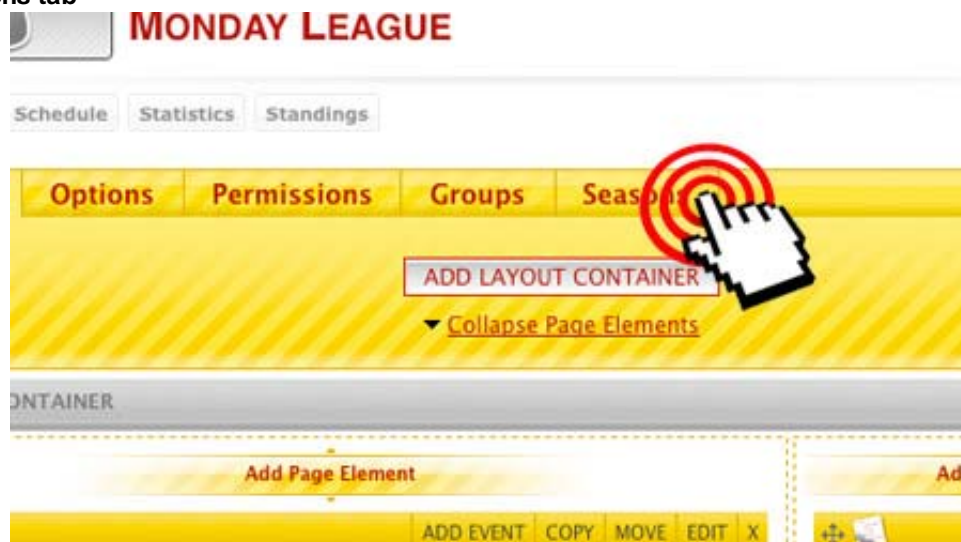 MONDAY LEAGUE
Schedule Statistics Standings
Options Permissions Groups Seasons
ADD LAYOUT CONTAINER
Collapse Page Elements
Add Page Element
ADD EVENT COPY MOVE EDIT X